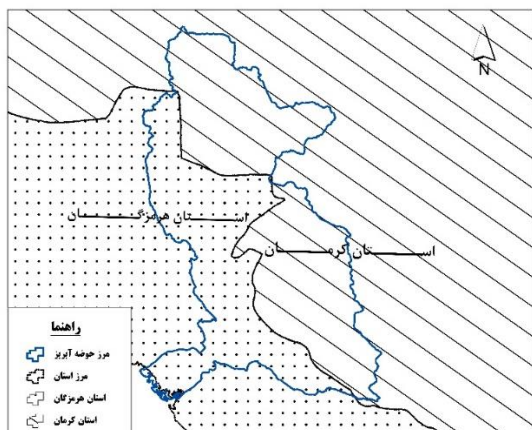 N
استان هرمزگان
استان کرمان
راهنما
مرز حوضه آبریز
مرز استان
استان هرمزگان
استان کرمان